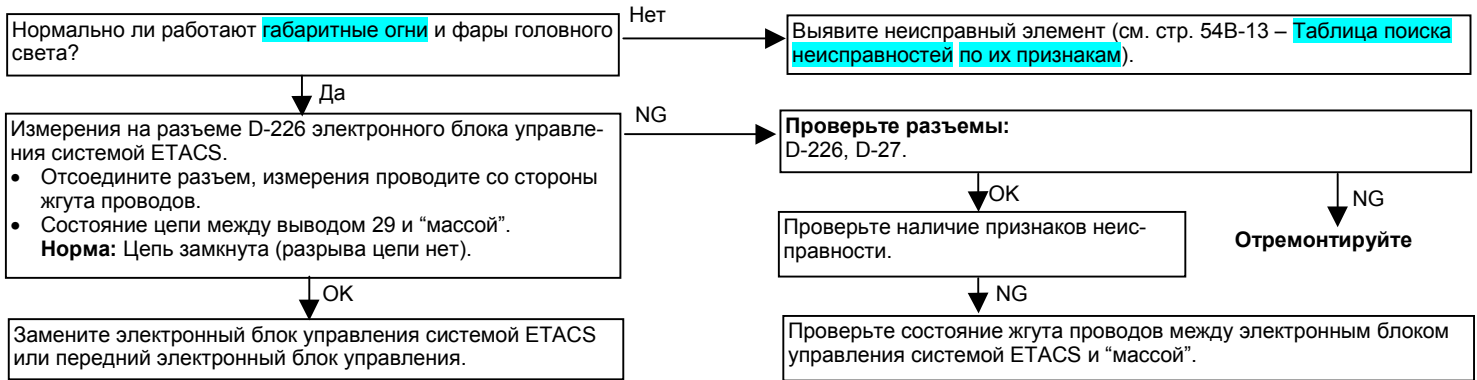 Нормально ли работают габаритные огни и фары головного
света?
Нет
Выявите неисправный элемент (см. стр. 54B-13 – Таблица поиска
неисправностей по их признакам).
Да
Измерения на разъеме D-226 электронного блока управле-
ния системой ETACS.
• Отсоедините разъем, измерения проводите со стороны
жгута проводов.
• Состояние цепи между выводом 29 и “массой”.
Норма: Цепь замкнута (разрыва цепи нет).
NG
Проверьте разъемы:
D-226, D-27.
OK
NG
Проверьте наличие признаков неис-
правности.
Отремонтируйте
OK
NG
Замените электронный блок управления системой ETACS
или передний электронный блок управления.
Проверьте состояние жгута проводов между электронным блоком
управления системой ETACS и “массой”.